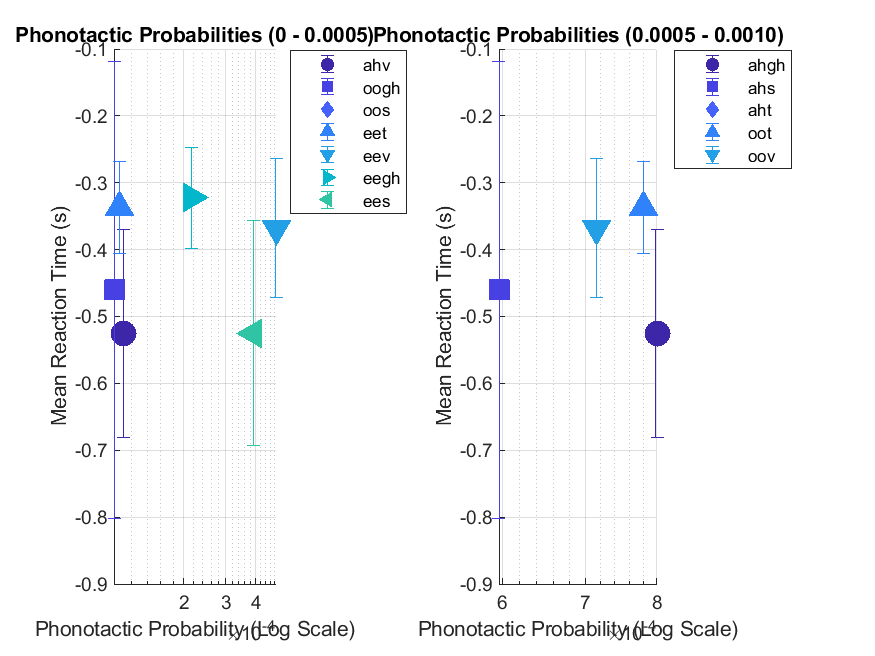 Phonotactic Probabilities (0 - 0.0005)
-0.1
-0.2
-0.3
-0.4
-0.5
-0.6
-0.7
-0.8
-0.9
Mean Reaction Time (s)
2 3 4
×10⁻⁴
Phonotactic Probability (Log Scale)
ahv
oogh
oos
eet
eev
eegh
ees
Phonotactic Probabilities (0.0005 - 0.0010)
-0.1
-0.2
-0.3
-0.4
-0.5
-0.6
-0.7
-0.8
-0.9
Mean Reaction Time (s)
6 7 8
×10⁻⁴
Phonotactic Probability (Log Scale)
ahgh
ahs
aht
oot
oov